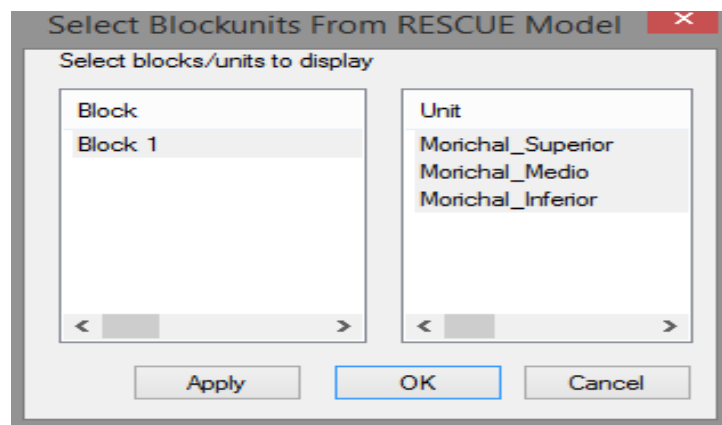 Select Blockunits From RESCUE Model
Select blocks/units to display
Block
Block 1
Unit
Morichal_Superior
Morichal_Medio
Morichal_Inferior
Apply
OK
Cancel